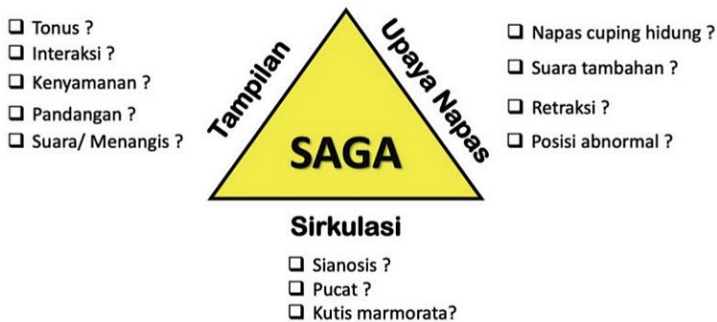 ☐ Tonus ?
☐ Interaksi ?
☐ Kenyamanan ?
☐ Pandangan ?
☐ Suara/ Menangis ?
Tampilan
SAGA
Upaya Napas
☐ Napas cuping hidung ?
☐ Suara tambahan ?
☐ Retraksi ?
☐ Posisi abnormal ?
Sirkulasi
☐ Sianosis ?
☐ Pucat ?
☐ Kutis marmorata?